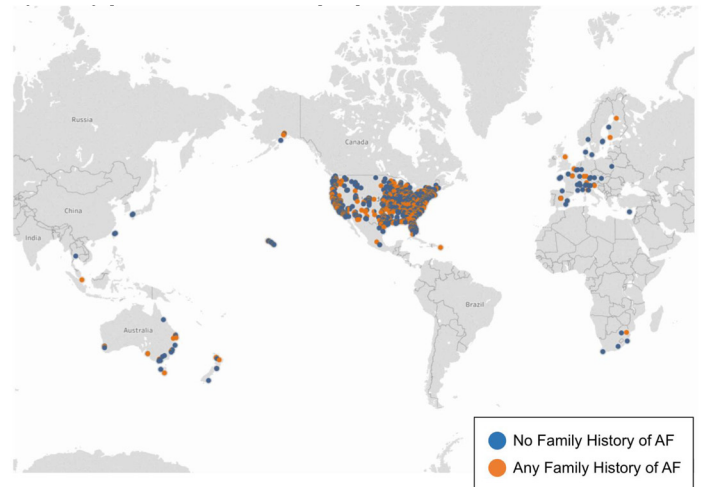 Russia
Canada
China
India
Brazil
Australia
No Family History of AF
Any Family History of AF